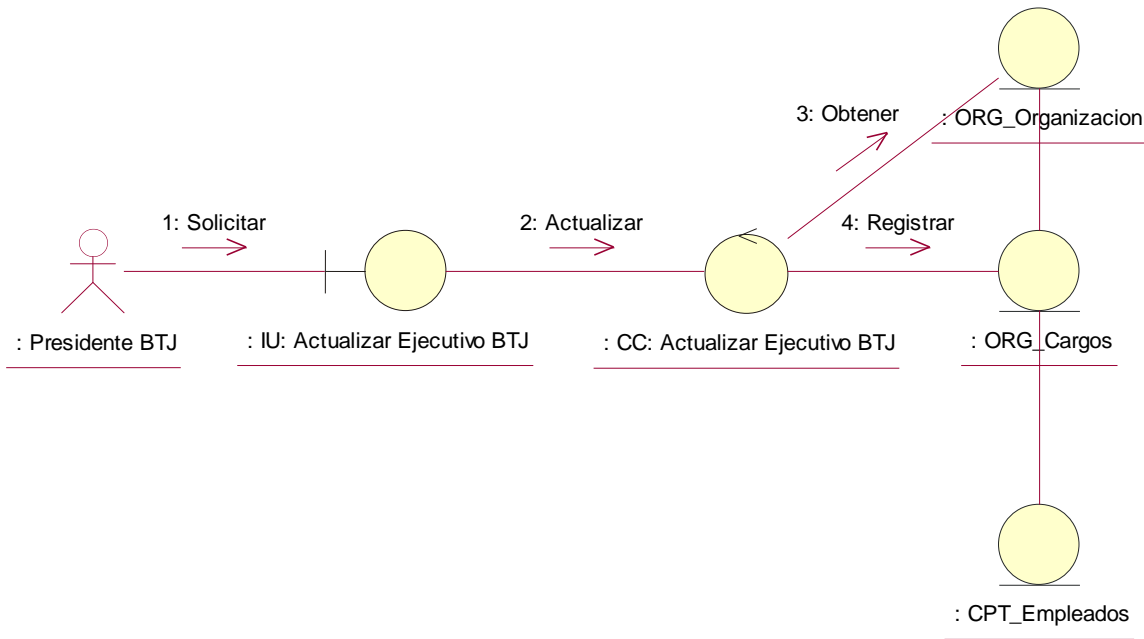 3: Obtener
: ORG_Organizacion
1: Solicitar
2: Actualizar
4: Registrar
: Presidente BTJ
: IU: Actualizar Ejecutivo BTJ
: CC: Actualizar Ejecutivo BTJ
: ORG_Cargos
: CPT_Empleados